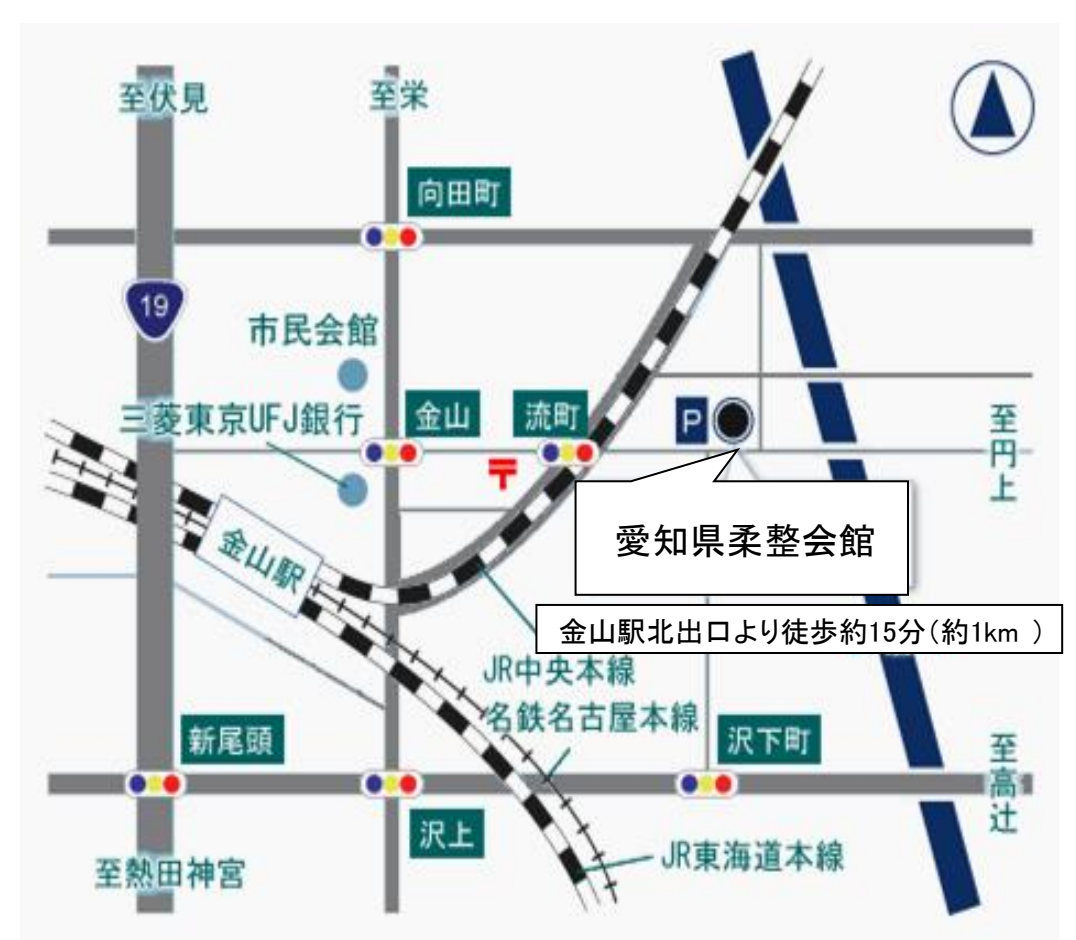 至伏見
至栄
向田町
19
市民会館
三菱東京UFJ銀行
金山
流町
P
至円上
〒
愛知県柔整会館
金山駅
金山駅北出口より徒歩約15分(約1km )
JR中央本線
名鉄名古屋本線
新尾頭
沢下町
至高辻
沢上
至熱田神宮
JR東海道本線